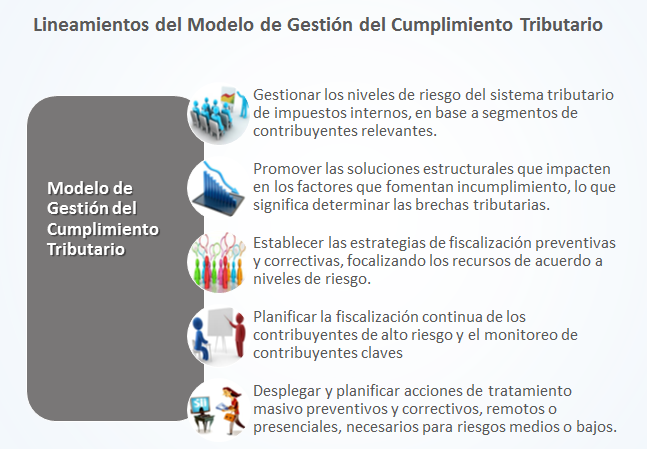 Lineamientos del Modelo de Gestión del Cumplimiento Tributario
Modelo de
Gestión del
Cumplimiento
Tributario
Gestionar los niveles de riesgo del sistema tributario
de impuestos internos, en base a segmentos de
contribuyentes relevantes.
Promover las soluciones estructurales que impacten
en los factores que fomentan incumplimiento, lo que
significa determinar las brechas tributarias.
Establecer las estrategias de fiscalización preventivas
y correctivas, focalizando los recursos de acuerdo a
niveles de riesgo.
Planificar la fiscalización continua de los
contribuyentes de alto riesgo y el monitoreo de
contribuyentes claves
SII
Desplegar y planificar acciones de tratamiento
masivo preventivos y correctivos, remotos o
presenciales, necesarios para riesgos medios o bajos.